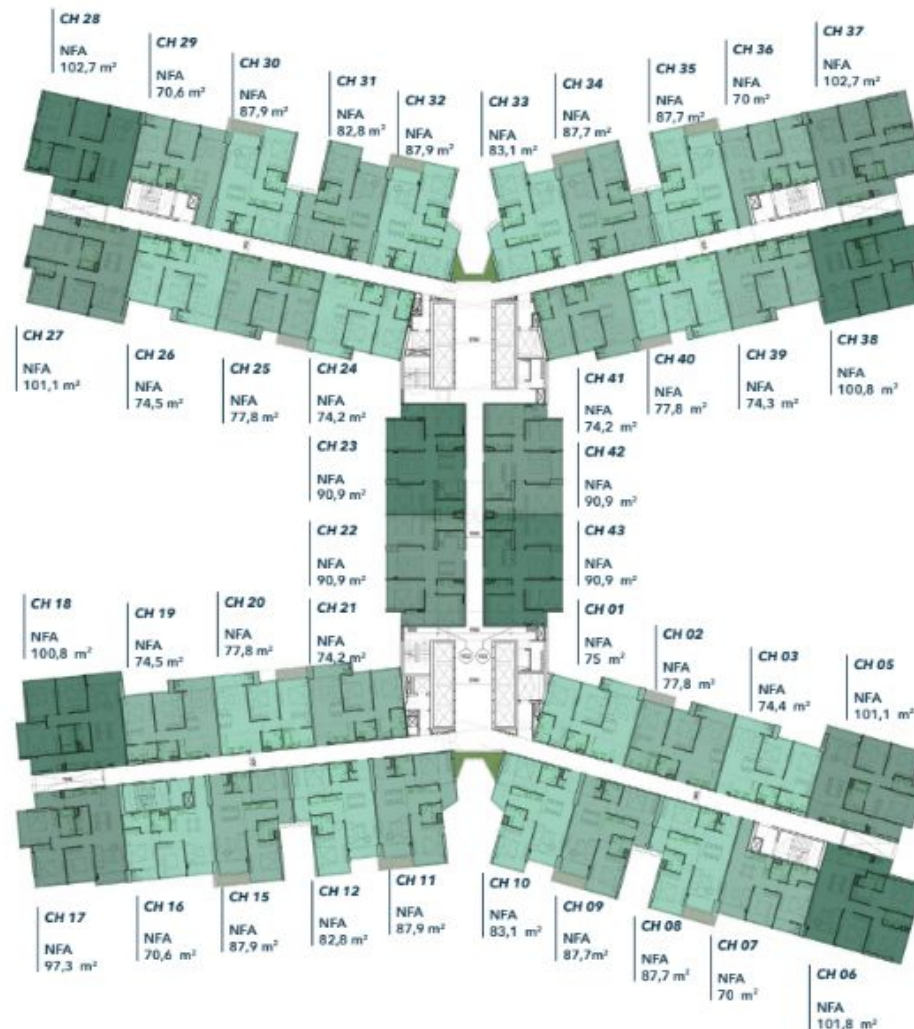 CH 28
NFA
102,7 m²
CH 29
NFA
70,6 m²
CH 30
NFA
87,9 m²
CH 31
NFA
82,8 m²
CH 32
NFA
87,9 m²
CH 33
NFA
83,1 m²
CH 34
NFA
87,7 m²
CH 35
NFA
87,7 m²
CH 36
NFA
70 m²
CH 37
NFA
102,7 m²
CH 27
NFA
101,1 m²
CH 26
NFA
74,5 m²
CH 25
NFA
77,8 m²
CH 24
NFA
74,2 m²
CH 41
NFA
74,2 m²
CH 40
NFA
77,8 m²
CH 39
NFA
74,3 m²
CH 38
NFA
100,8 m²
CH 23
NFA
90,9 m²
CH 42
NFA
90,9 m²
CH 22
NFA
90,9 m²
CH 43
NFA
90,9 m²
CH 18
NFA
100,8 m²
CH 19
NFA
74,5 m²
CH 20
NFA
77,8 m²
CH 21
NFA
74,2 m²
CH 01
NFA
75 m²
CH 02
NFA
77,8 m²
CH 03
NFA
74,4 m²
CH 05
NFA
101,1 m²
CH 17
NFA
97,3 m²
CH 16
NFA
70,6 m²
CH 15
NFA
87,9 m²
CH 12
NFA
82,8 m²
CH 11
NFA
87,9 m²
CH 10
NFA
83,1 m²
CH 09
NFA
87,7m²
CH 08
NFA
87,7 m²
CH 07
NFA
70 m²
CH 06
NFA
101,8 m²